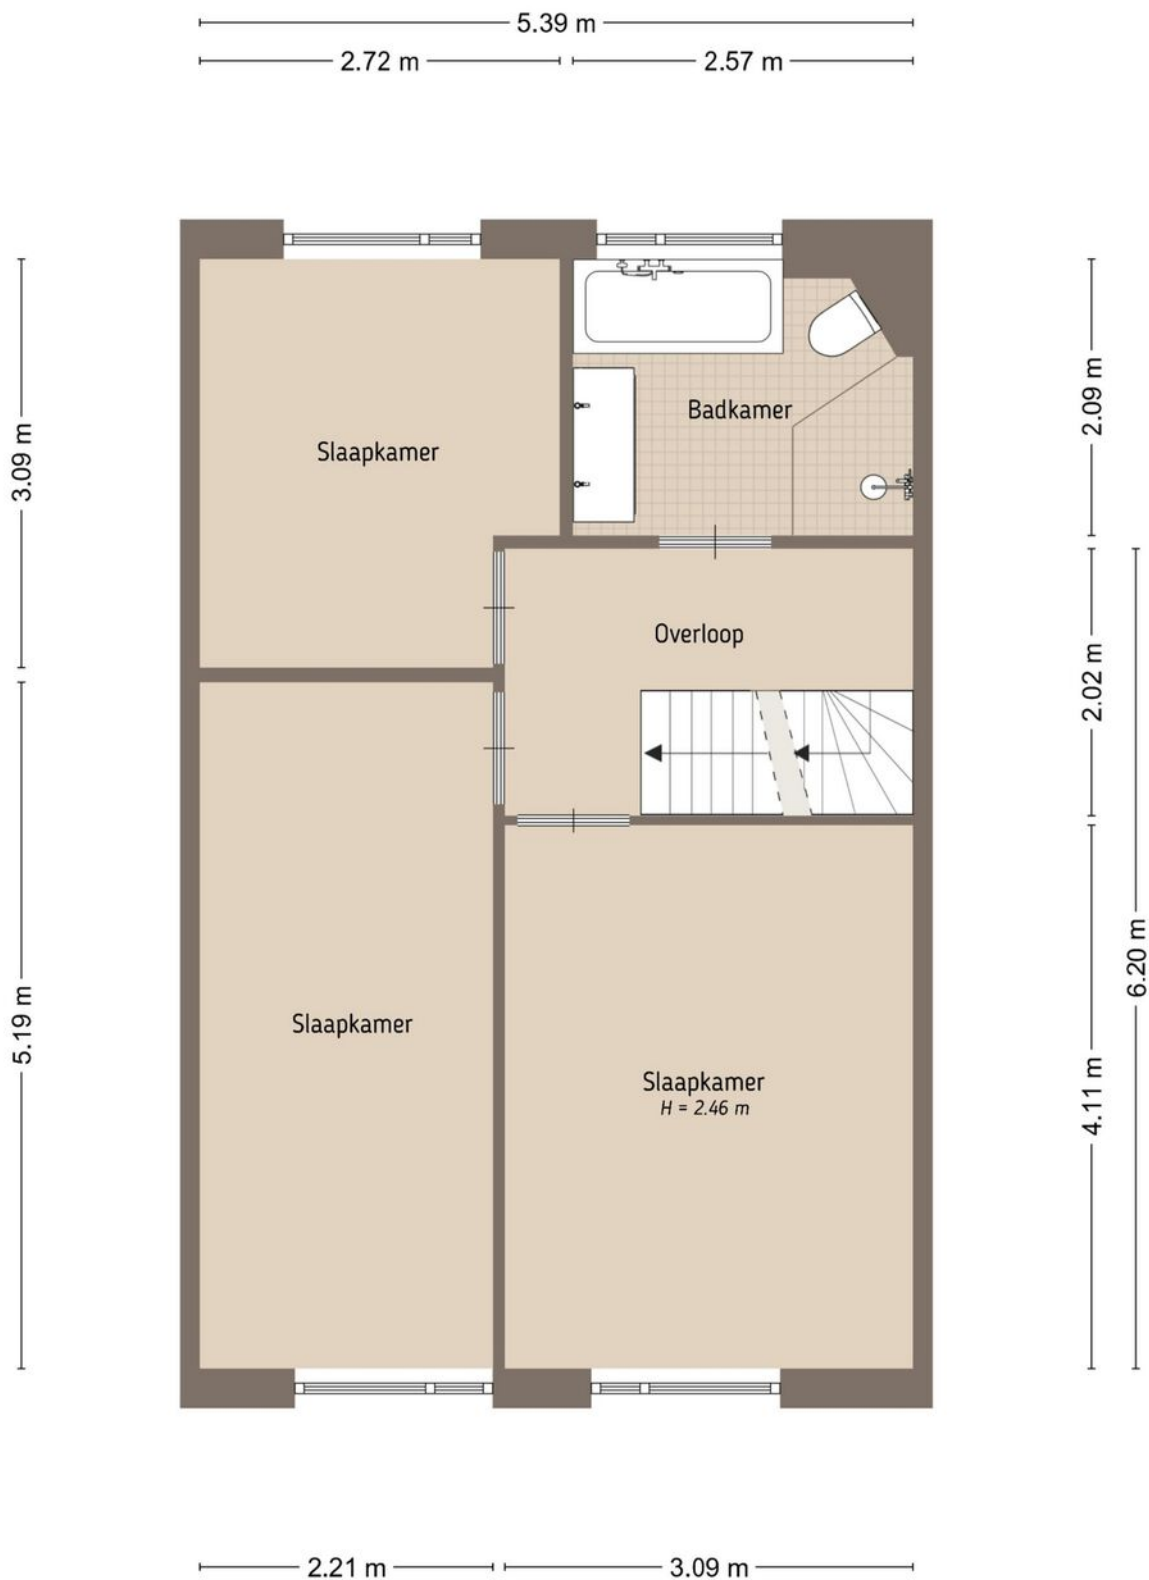 5.39 m
2.72 m
2.57 m
Slaapkamer
Badkamer
2.09 m
3.09 m
Overloop
2.02 m
6.20 m
5.19 m
Slaapkamer
Slaapkamer
H = 2.46 m
4.11 m
2.21 m
3.09 m